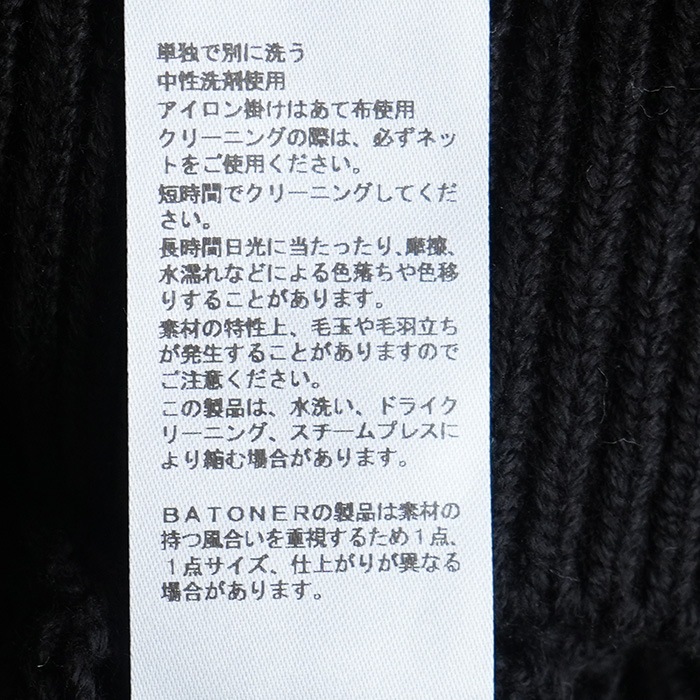 単独で別に洗う
中性洗剤使用
アイロン掛けはあて布使用
クリーニングの際は、必ずネッ
トをご使用ください。
短時間でクリーニングしてくだ
さい。
長時間日光に当たったり、摩擦、
水濡れなどによる色落ちや色移
りすることがあります。
素材の特性上、毛玉や毛羽立ち
が発生することがありますので
ご注意ください。
この製品は、水洗い、ドライク
リーニング、スチームプレスに
より縮む場合があります。
BATONERの製品は素材の
持つ風合いを重視するため1点、
1点サイズ、仕上がりが異なる
場合があります。